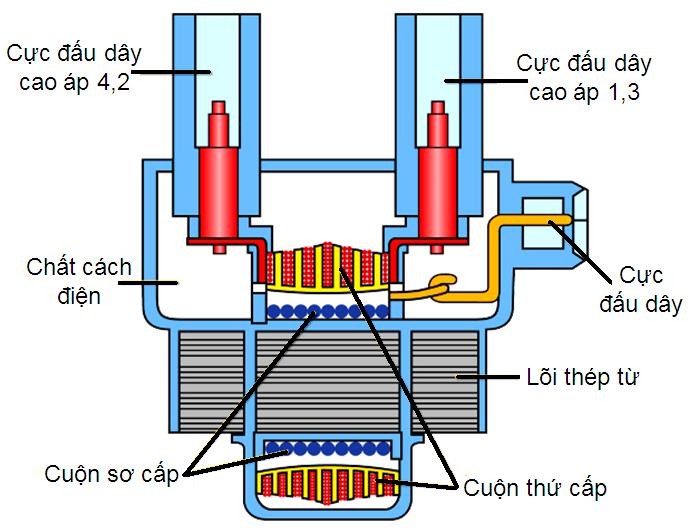 Cực đấu dây
cao áp 4,2
Cực đấu dây
cao áp 1,3
Chất cách
điện
Cực
đấu dây
Lõi thép từ
Cuộn sơ cấp
Cuộn thứ cấp